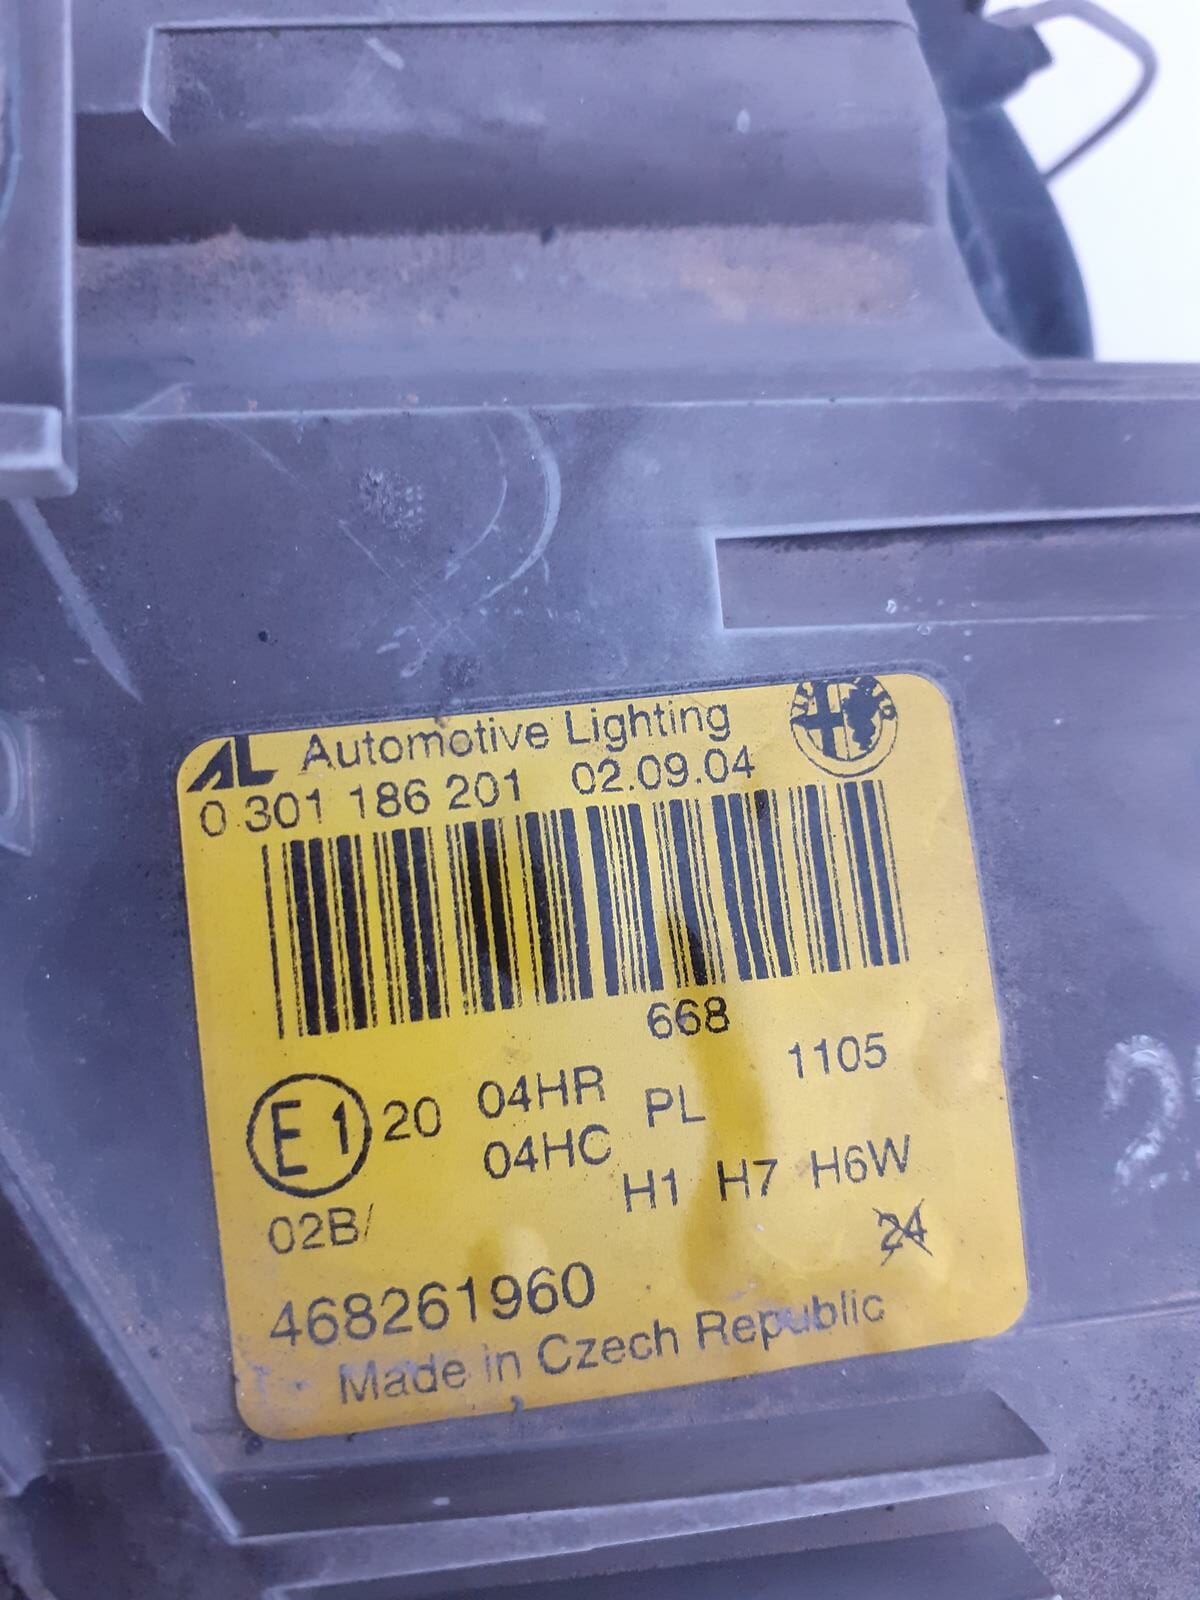 AL Automotive Lighting
0 301 186 201 02.09.04
668
E1 20 04HR PL 1105
04HC H1 H7 H6W
02B/ 24
468261960
Made in Czech Republic
2